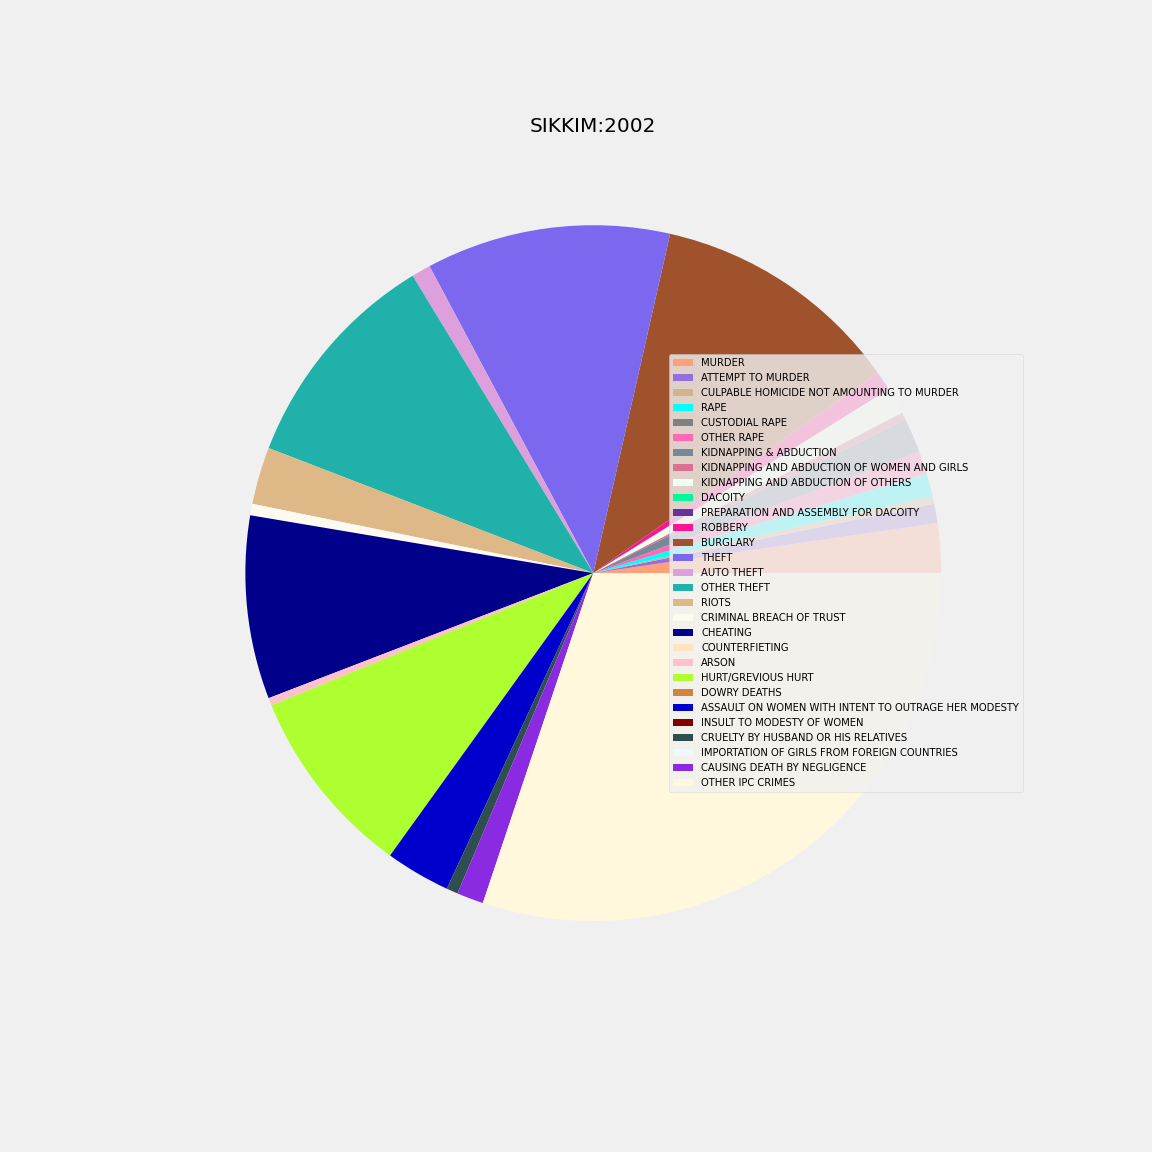 SIKKIM:2002
MURDER
ATTEMPT TO MURDER
CULPABLE HOMICIDE NOT AMOUNTING TO MURDER
RAPE
CUSTODIAL RAPE
OTHER RAPE
KIDNAPPING & ABDUCTION
KIDNAPPING AND ABDUCTION OF WOMEN AND GIRLS
KIDNAPPING AND ABDUCTION OF OTHERS
DACOITY
PREPARATION AND ASSEMBLY FOR DACOITY
ROBBERY
BURGLARY
THEFT
AUTO THEFT
OTHER THEFT
RIOTS
CRIMINAL BREACH OF TRUST
CHEATING
COUNTERFIETING
ARSON
HURT/GREVIOUS HURT
DOWRY DEATHS
ASSAULT ON WOMEN WITH INTENT TO OUTRAGE HER MODESTY
INSULT TO MODESTY OF WOMEN
CRUELTY BY HUSBAND OR HIS RELATIVES
IMPORTATION OF GIRLS FROM FOREIGN COUNTRIES
CAUSING DEATH BY NEGLIGENCE
OTHER IPC CRIMES